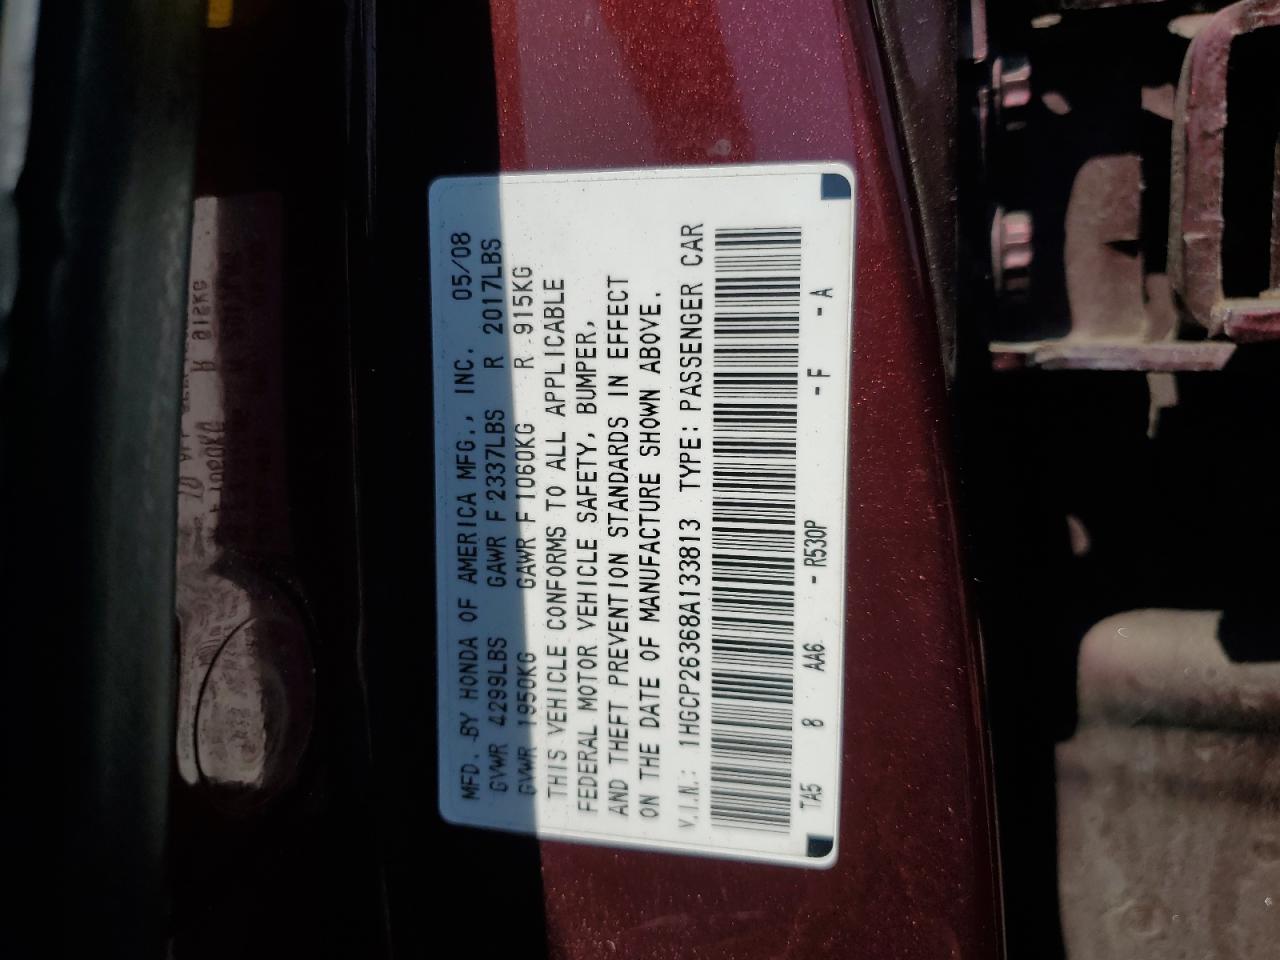 MFD. BY HONDA OF AMERICA MFG., INC. 05/08
GVWR 4299LBS GAWR F 2337LBS R 2017LBS
GVWR 1950KG GAWR F 1060KG R 915KG
THIS VEHICLE CONFORMS TO ALL APPLICABLE
FEDERAL MOTOR VEHICLE SAFETY, BUMPER,
AND THEFT PREVENTION STANDARDS IN EFFECT
ON THE DATE OF MANUFACTURE SHOWN ABOVE.
V.I.N.: 1HGCP26368A133813 TYPE: PASSENGER CAR
TA5 8 AA6 - R530P - F - A